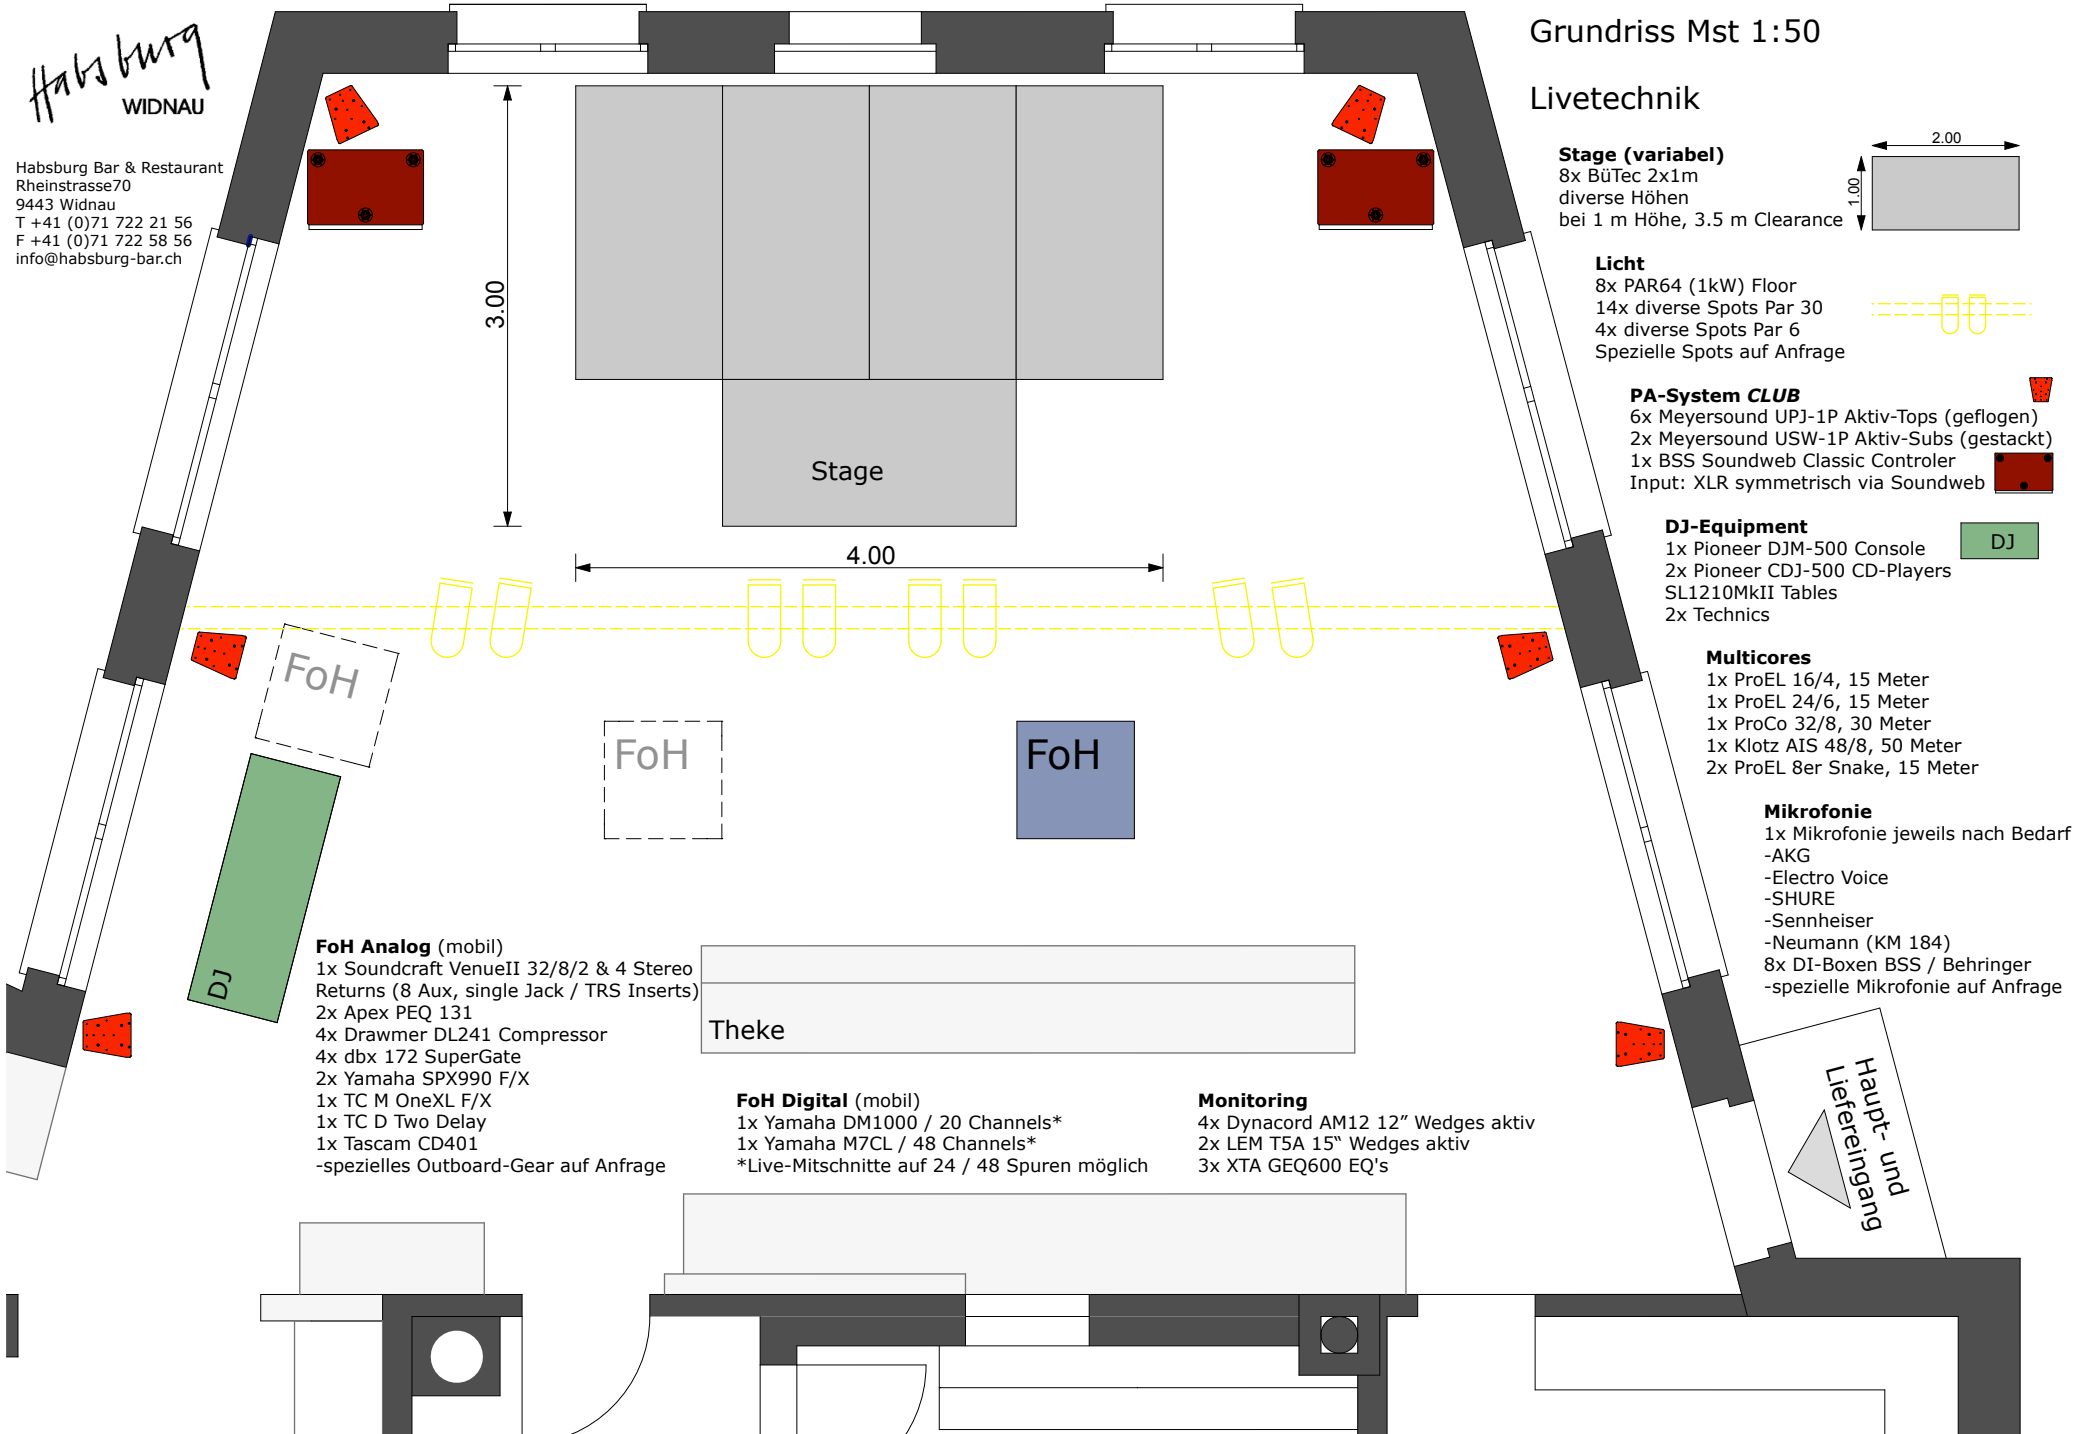 Habsburg
WIDNAU
Habsburg Bar & Restaurant
Rheinstrasse70
9443 Widnau
T +41 (0)71 722 21 56
F +41 (0)71 722 58 56
info@habsburg-bar.ch
Grundriss Mst 1:50
Livetechnik
Stage (variabel)
8x BüTec 2x1m
diverse Höhen
bei 1 m Höhe, 3.5 m Clearance
2.00
1.00
Licht
8x PAR64 (1kW) Floor
14x diverse Spots Par 30
4x diverse Spots Par 6
Spezielle Spots auf Anfrage
PA-System CLUB
6x Meyersound UPJ-1P Aktiv-Tops (geflogen)
2x Meyersound USW-1P Aktiv-Subs (gestackt)
1x BSS Soundweb Classic Controler
Input: XLR symmetrisch via Soundweb
DJ-Equipment
1x Pioneer DJM-500 Console
2x Pioneer CDJ-500 CD-Players
SL1210MkII Tables
2x Technics
DJ
Multicores
1x ProEL 16/4, 15 Meter
1x ProEL 24/6, 15 Meter
1x ProCo 32/8, 30 Meter
1x Klotz AIS 48/8, 50 Meter
2x ProEL 8er Snake, 15 Meter
Mikrofonie
1x Mikrofonie jeweils nach Bedarf
-AKG
-Electro Voice
-SHURE
-Sennheiser
-Neumann (KM 184)
8x DI-Boxen BSS / Behringer
-spezielle Mikrofonie auf Anfrage
3.00
Stage
4.00
FoH
FoH
FoH
DJ
FoH Analog (mobil)
1x Soundcraft VenueII 32/8/2 & 4 Stereo
Returns (8 Aux, single Jack / TRS Inserts)
2x Apex PEQ 131
4x Drawmer DL241 Compressor
4x dbx 172 SuperGate
2x Yamaha SPX990 F/X
1x TC M OneXL F/X
1x TC D Two Delay
1x Tascam CD401
-spezielles Outboard-Gear auf Anfrage
Theke
FoH Digital (mobil)
1x Yamaha DM1000 / 20 Channels*
1x Yamaha M7CL / 48 Channels*
*Live-Mitschnitte auf 24 / 48 Spuren möglich
Monitoring
4x Dynacord AM12 12” Wedges aktiv
2x LEM T5A 15“ Wedges aktiv
3x XTA GEQ600 EQ's
Haupt- und
Liefereingang